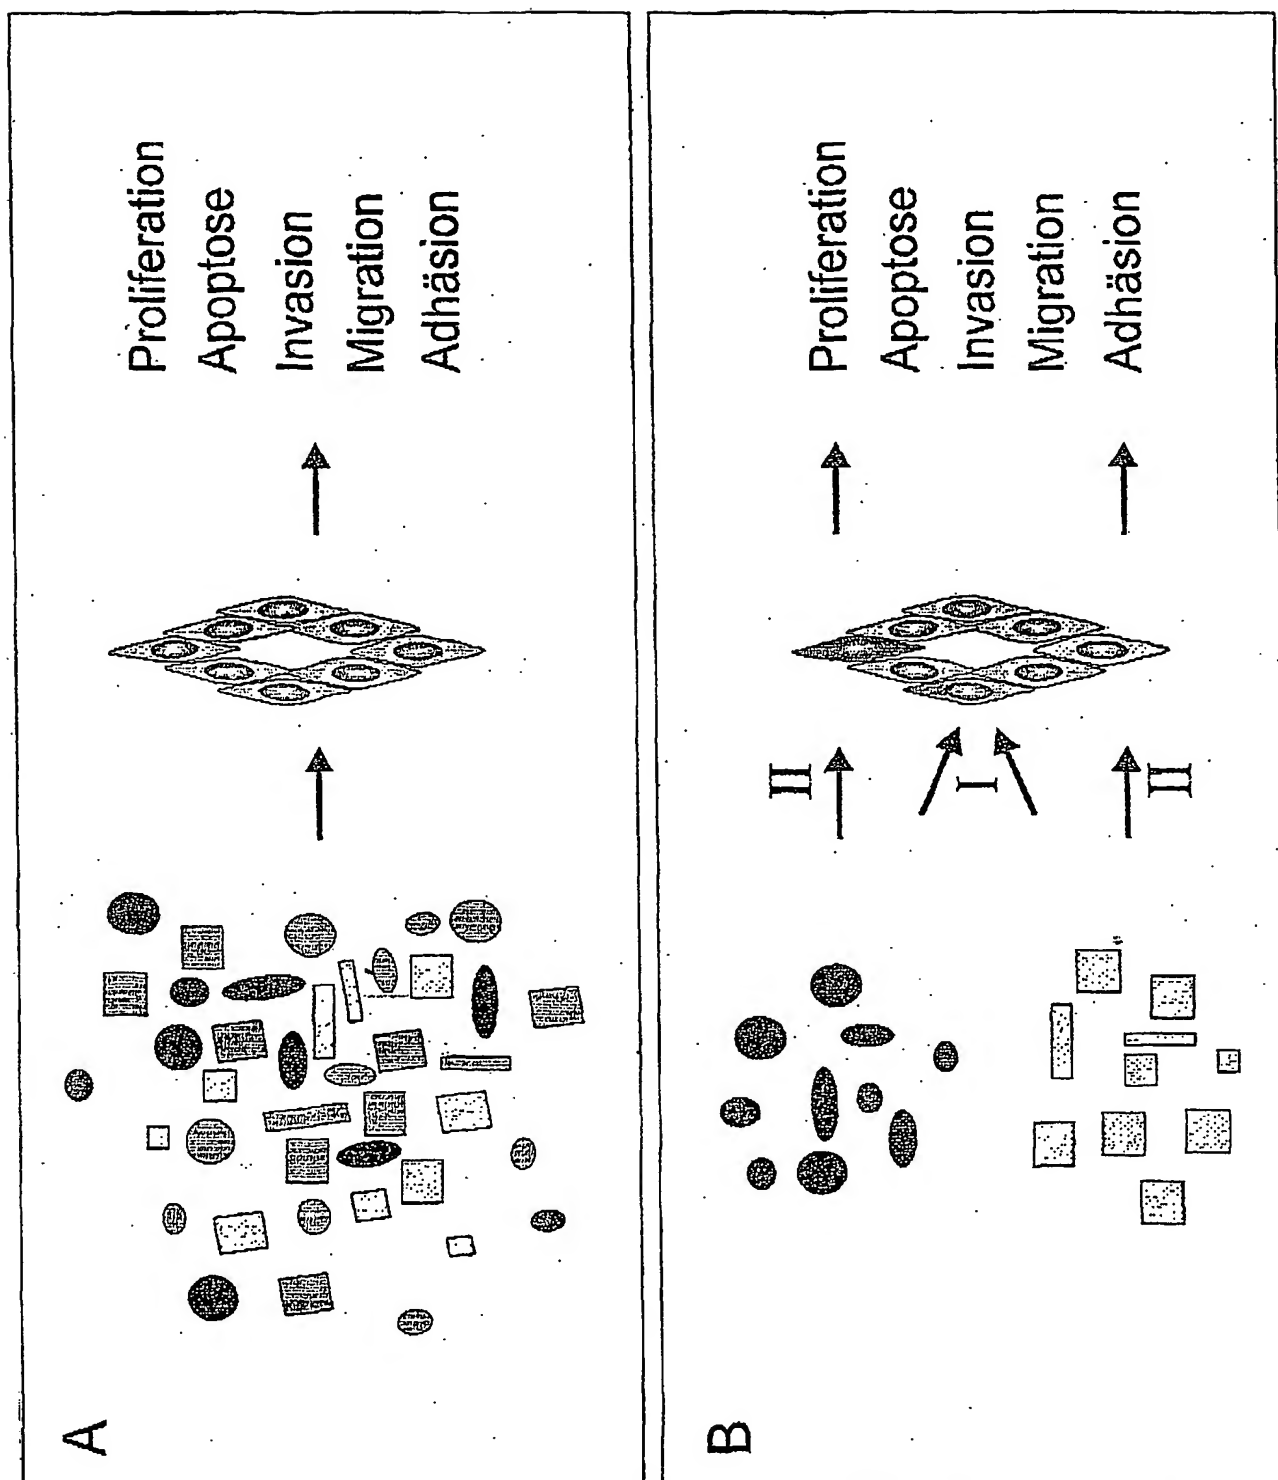 A
Proliferation
Apoptose
Invasion
Migration
Adhäsion
B
II
I
II
Proliferation
Apoptose
Invasion
Migration
Adhäsion